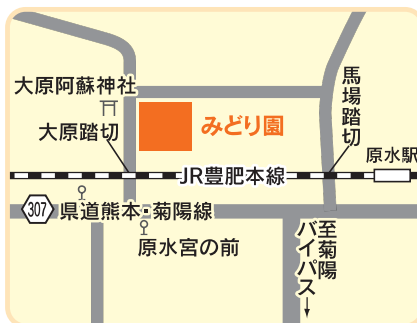 大原阿蘇神社
みどり園
大原踏切
馬場踏切
原水駅
JR豊肥本線
307
県道熊本・菊陽線
原水宮の前
至菊陽
バイパス→